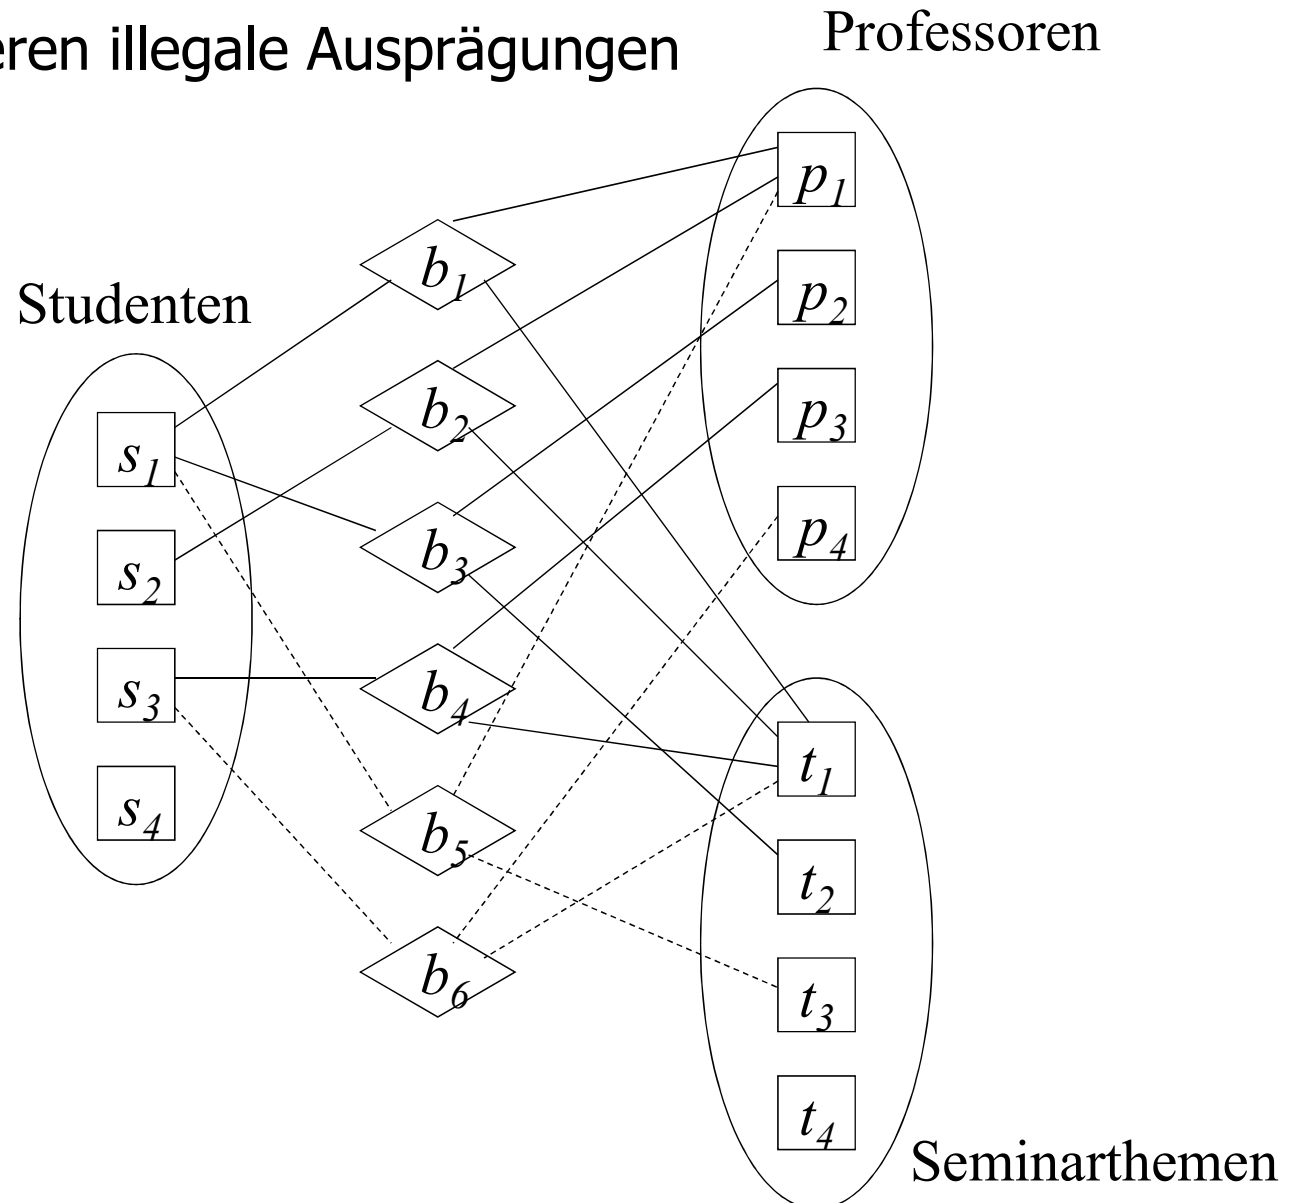 eren illegale Ausprägungen
Professoren
p1
b1
p2
Studenten
b2
p3
s1
p4
b3
s2
b4
s3
t1
s4
b5
t2
b6
t3
t4
Seminarthemen